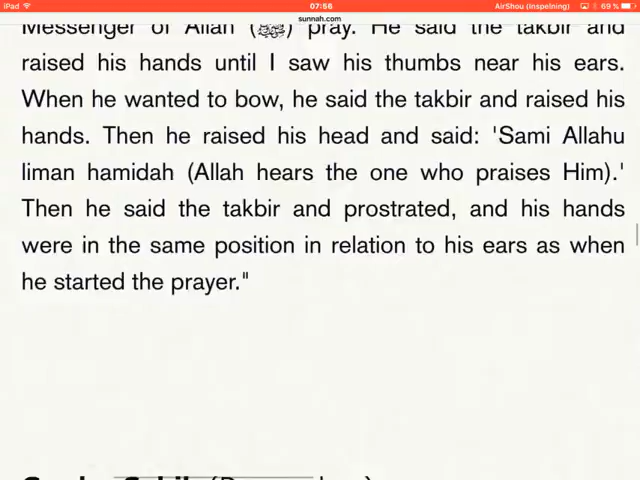 iPad 07:56 AirShou (Inspelning) 69 %
sunnah.com
Messenger of Allah (ﷺ) pray. He said the takbir and
raised his hands until I saw his thumbs near his ears.
When he wanted to bow, he said the takbir and raised his
hands. Then he raised his head and said: 'Sami Allahu
liman hamidah (Allah hears the one who praises Him).'
Then he said the takbir and prostrated, and his hands
were in the same position in relation to his ears as when
he started the prayer."